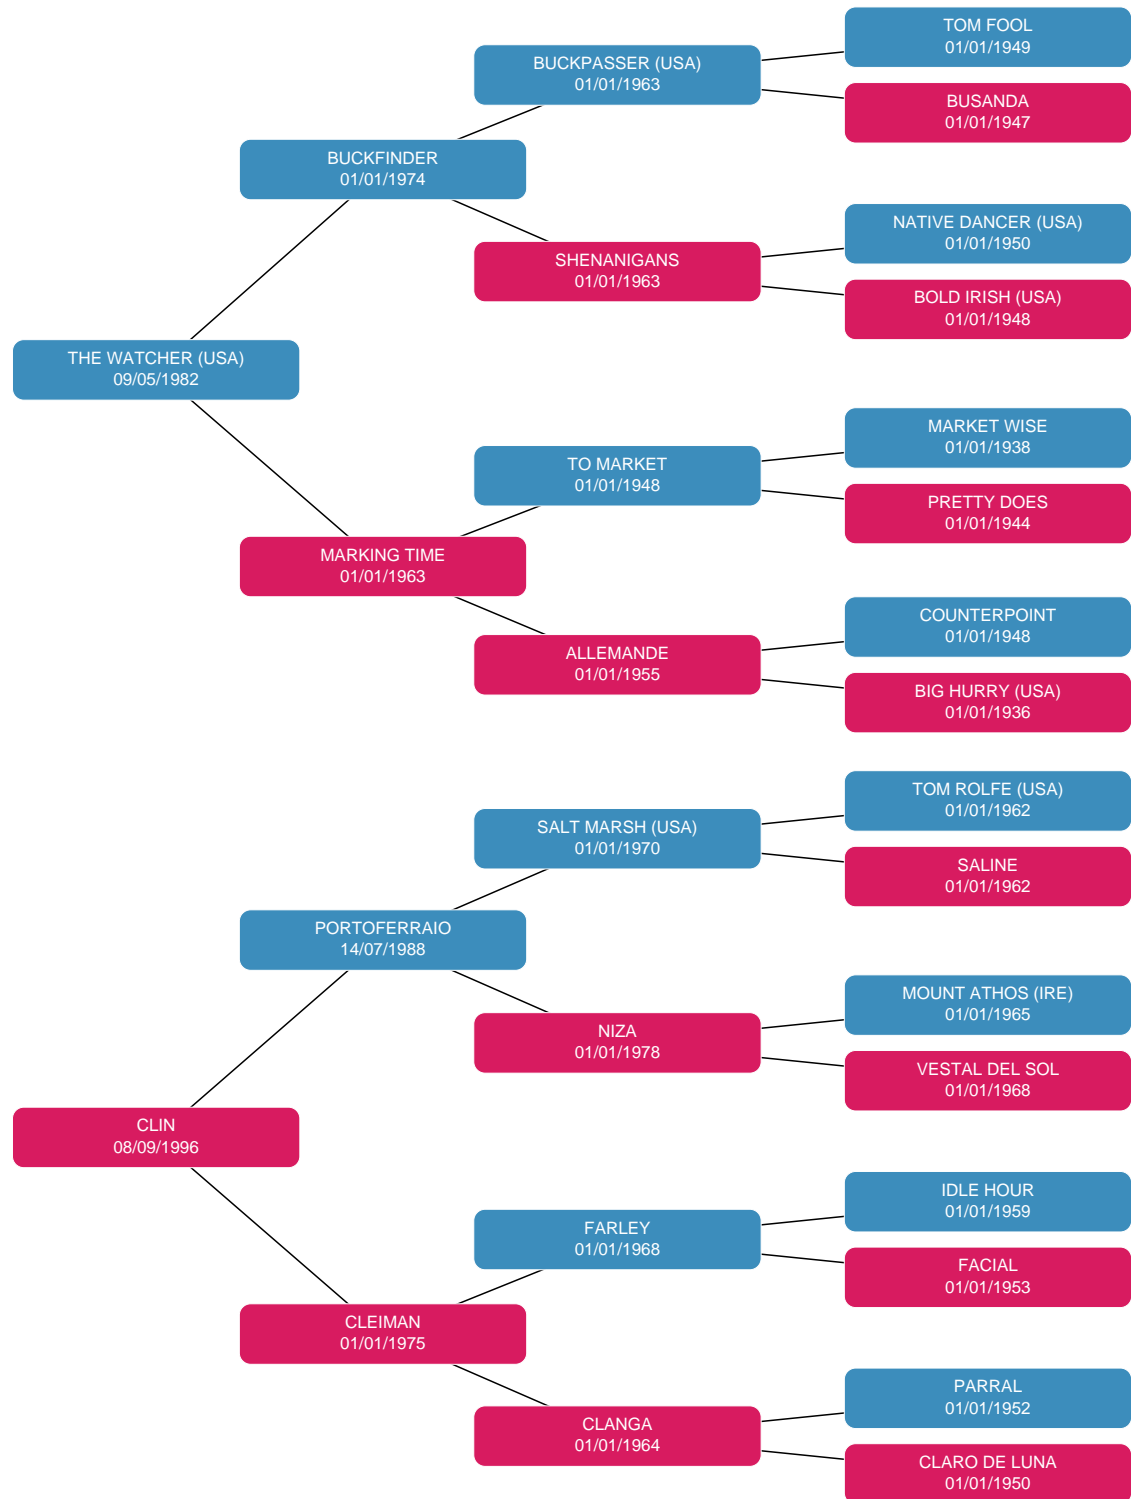 TOM FOOL
01/01/1949
BUCKPASSER (USA)
01/01/1963
BUSANDA
01/01/1947
BUCKFINDER
01/01/1974
NATIVE DANCER (USA)
01/01/1950
SHENANIGANS
01/01/1963
BOLD IRISH (USA)
01/01/1948
THE WATCHER (USA)
09/05/1982
MARKET WISE
01/01/1938
TO MARKET
01/01/1948
PRETTY DOES
01/01/1944
MARKING TIME
01/01/1963
COUNTERPOINT
01/01/1948
ALLEMANDE
01/01/1955
BIG HURRY (USA)
01/01/1936
TOM ROLFE (USA)
01/01/1962
SALT MARSH (USA)
01/01/1970
SALINE
01/01/1962
PORTOFERRAIO
14/07/1988
MOUNT ATHOS (IRE)
01/01/1965
NIZA
01/01/1978
VESTAL DEL SOL
01/01/1968
CLIN
08/09/1996
IDLE HOUR
01/01/1959
FARLEY
01/01/1968
FACIAL
01/01/1953
CLEIMAN
01/01/1975
PARRAL
01/01/1952
CLANGA
01/01/1964
CLARO DE LUNA
01/01/1950